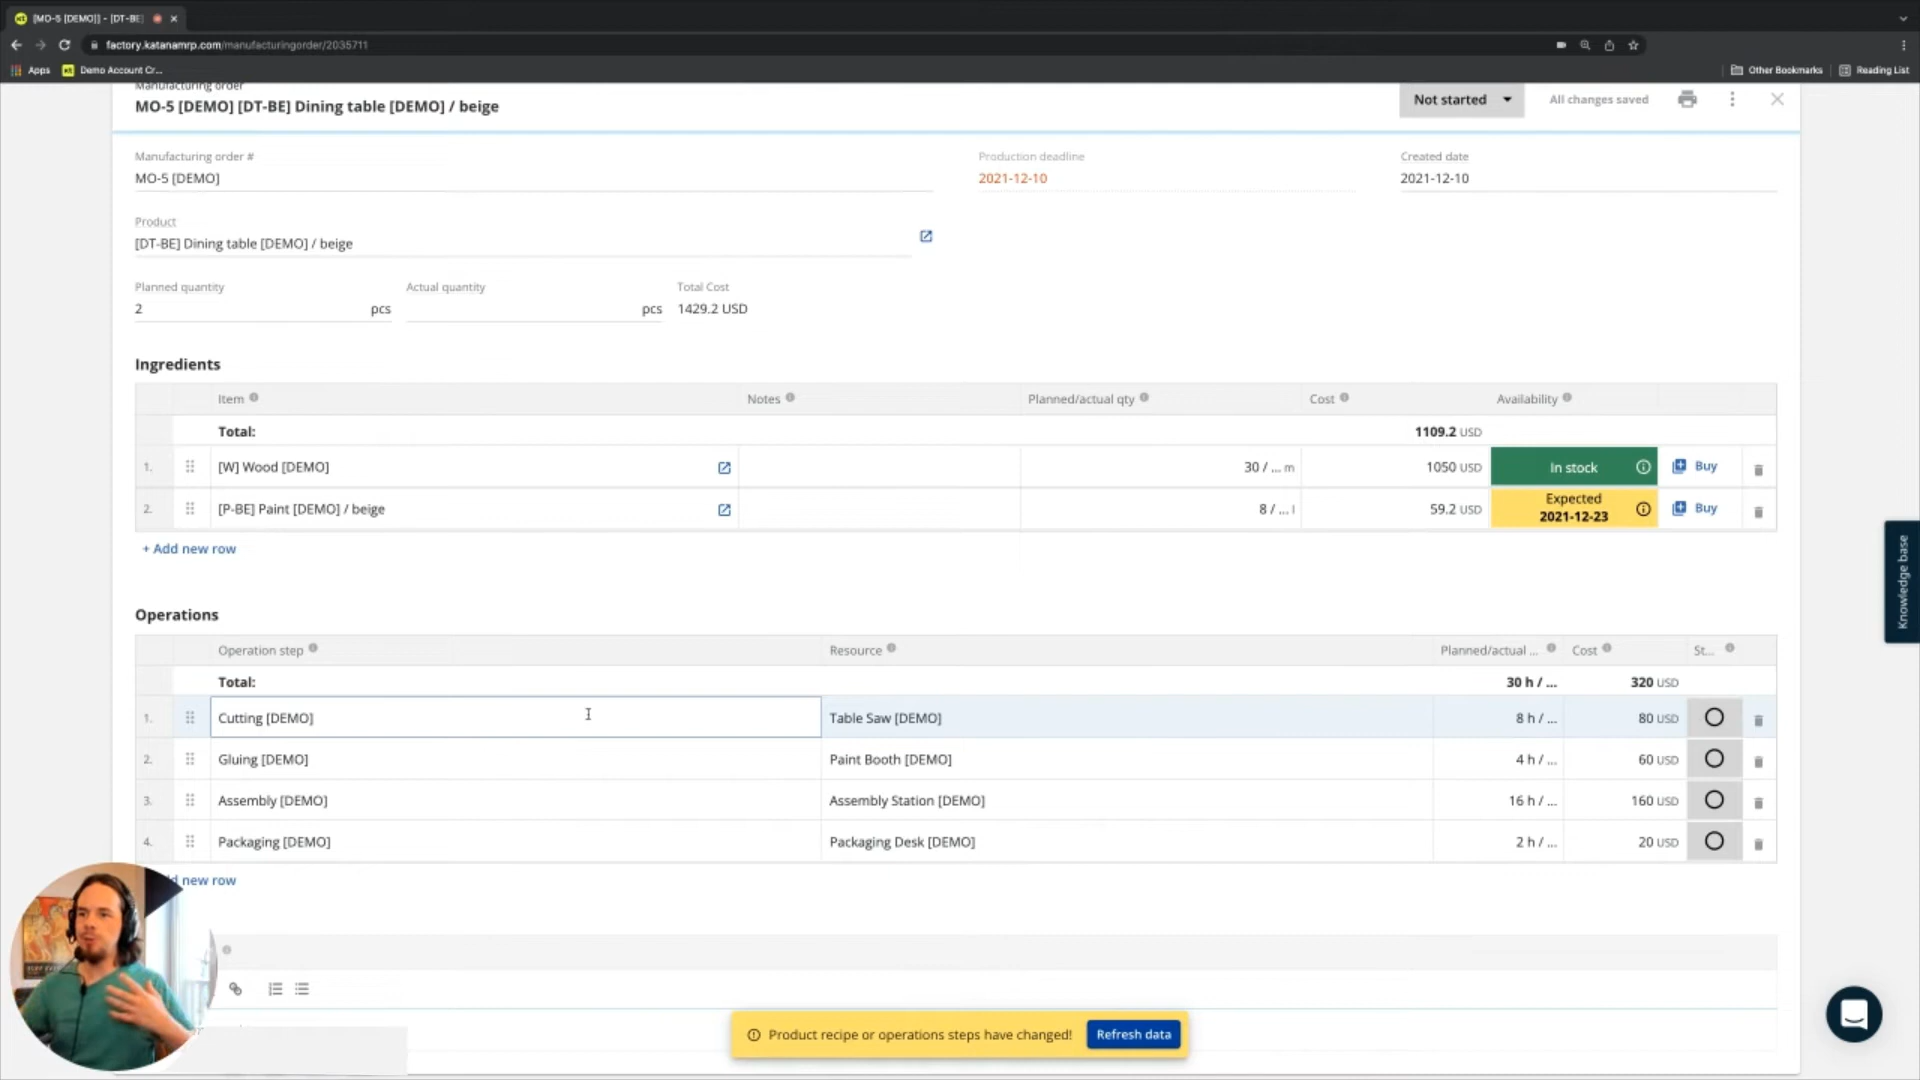 [MO-5 [DEMO]] - [DT-BE]
factory.katanamrp.com/manufacturingorder/2035711
Apps
Demo Account Cr...
Other Bookmarks
Reading List
Manufacturing order
MO-5 [DEMO] [DT-BE] Dining table [DEMO] / beige
Not started
All changes saved
Manufacturing order #
Production deadline
Created date
MO-5 [DEMO]
2021-12-10
2021-12-10
Product
[DT-BE] Dining table [DEMO] / beige
Planned quantity
Actual quantity
Total Cost
2 pcs
pcs
1429.2 USD
Ingredients
Item
Notes
Planned/actual qty
Cost
Availability
Total:
1109.2 USD
1. [W] Wood [DEMO]
30 / ... m
1050 USD
In stock
Buy
2. [P-BE] Paint [DEMO] / beige
8 / ... l
59.2 USD
Expected
2021-12-23
Buy
+ Add new row
Knowledge base
Operations
Operation step
Resource
Planned/actual ...
Cost
St...
Total:
30 h / ...
320 USD
1. Cutting [DEMO]
Table Saw [DEMO]
8 h / ...
80 USD
2. Gluing [DEMO]
Paint Booth [DEMO]
4 h / ...
60 USD
3. Assembly [DEMO]
Assembly Station [DEMO]
16 h / ...
160 USD
4. Packaging [DEMO]
Packaging Desk [DEMO]
2 h / ...
20 USD
d new row
Product recipe or operations steps have changed!
Refresh data